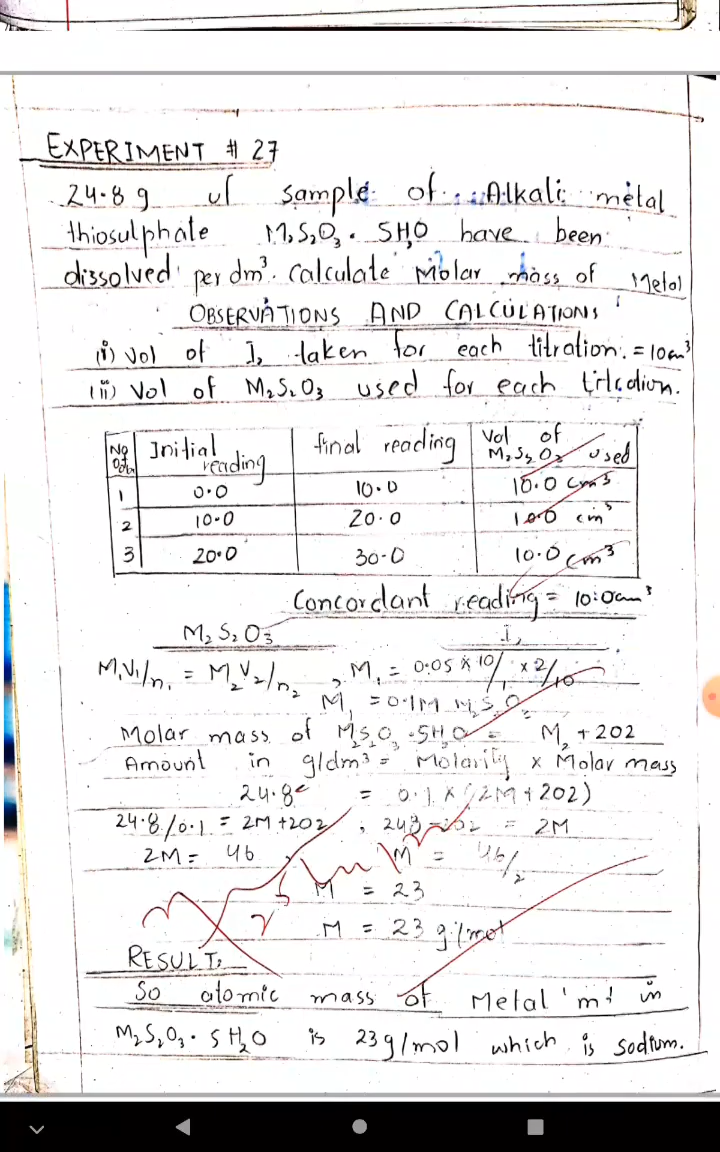 EXPERIMENT # 27
24.8 g of sample of Alkali metal
thiosulphate M₂S₂O₃ . 5H₂O have been
dissolved per dm³. Calculate Molar mass of Metal
OBSERVATIONS AND CALCULATIONS
(i) Vol of I₂ taken for each titration. = 10cm³
(ii) Vol of M₂S₂O₃ used for each titration.
No of Obs Initial reading final reading Vol of M₂S₂O₃ used
1 0.0 10.0 10.0 cm³
2 10.0 20.0 10.0 cm³
3 20.0 30.0 10.0 cm³
Concordant reading = 10.0cm³
M₂S₂O₃ I₂
M₁V₁/n₁ = M₂V₂/n₂ , M₁ = 0.05 x 10/1 x 2/10
M₁ = 0.1M M₂S₂O₃
Molar mass of M₂S₂O₃ . 5H₂O = M₂ + 202
Amount in g/dm³ = Molarity x Molar mass
24.8 = 0.1 x (2M + 202)
24.8/0.1 = 2M+202 , 248-202 = 2M
2M = 46 , M = 46/2
M = 23
M = 23 g/mol
RESULT:
So atomic mass of Metal 'm' in
M₂S₂O₃ . 5H₂O is 23g/mol which is sodium.